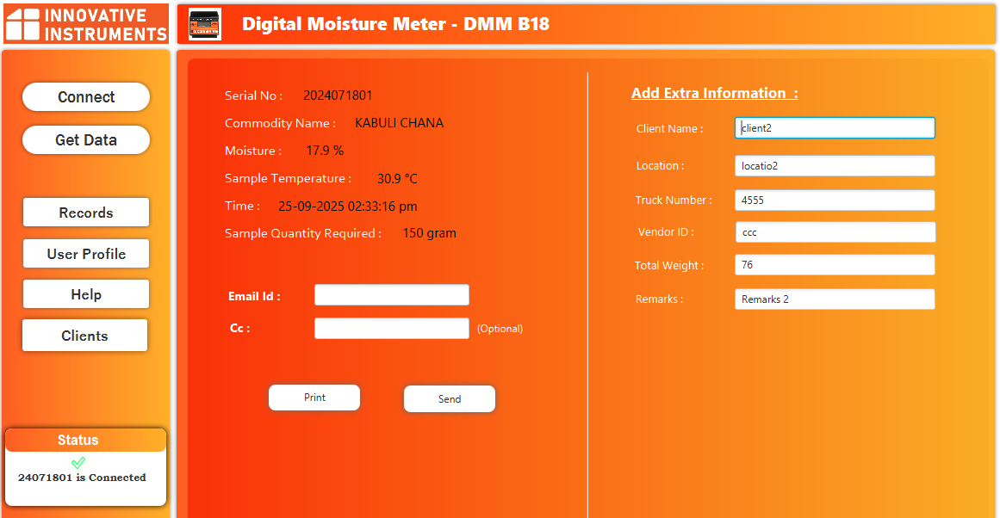 INNOVATIVE
INSTRUMENTS
Digital Moisture Meter - DMM B18
Connect
Get Data
Records
User Profile
Help
Clients
Status
24071801 is Connected
Serial No : 2024071801
Commodity Name : KABULI CHANA
Moisture : 17.9 %
Sample Temperature : 30.9 °C
Time : 25-09-2025 02:33:16 pm
Sample Quantity Required : 150 gram
Email Id :
Cc : (Optional)
Print Send
Add Extra Information :
Client Name : client2
Location : locatio2
Truck Number : 4555
Vendor ID : ccc
Total Weight : 76
Remarks : Remarks 2